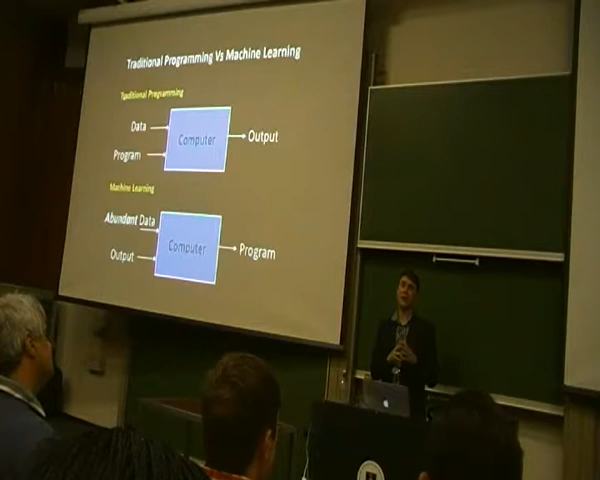 Traditional Programming Vs Machine Learning
Traditional Programming
Data
Computer
Output
Program
Machine Learning
Abundant Data
Computer
Program
Output